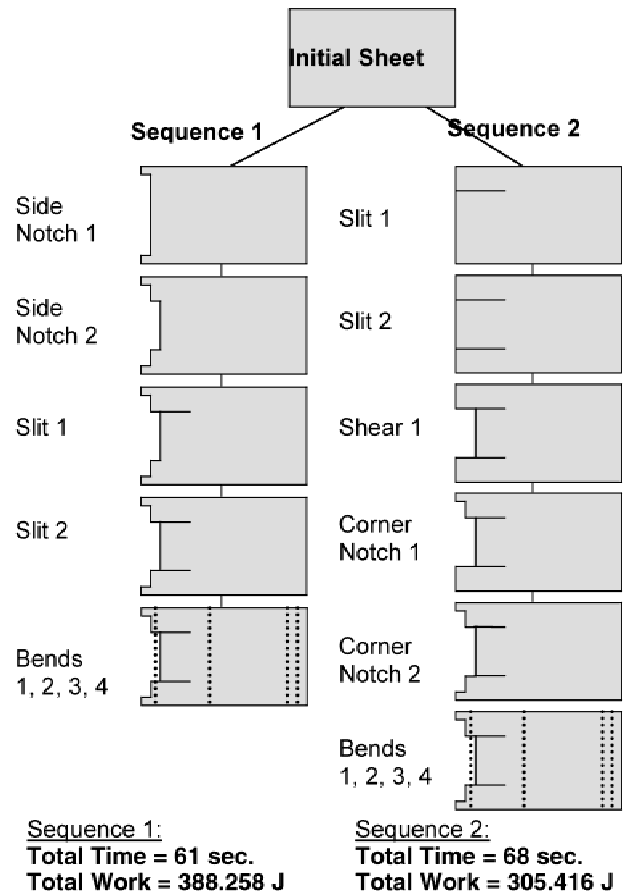 Initial Sheet
Sequence 1
Side
Notch 1
Side
Notch 2
Slit 1
Slit 2
Bends
1, 2, 3, 4
Sequence 2
Slit 1
Slit 2
Shear 1
Corner
Notch 1
Corner
Notch 2
Bends
1, 2, 3, 4
Sequence 1:
Total Time = 61 sec.
Total Work = 388.258 J
Sequence 2:
Total Time = 68 sec.
Total Work = 305.416 J